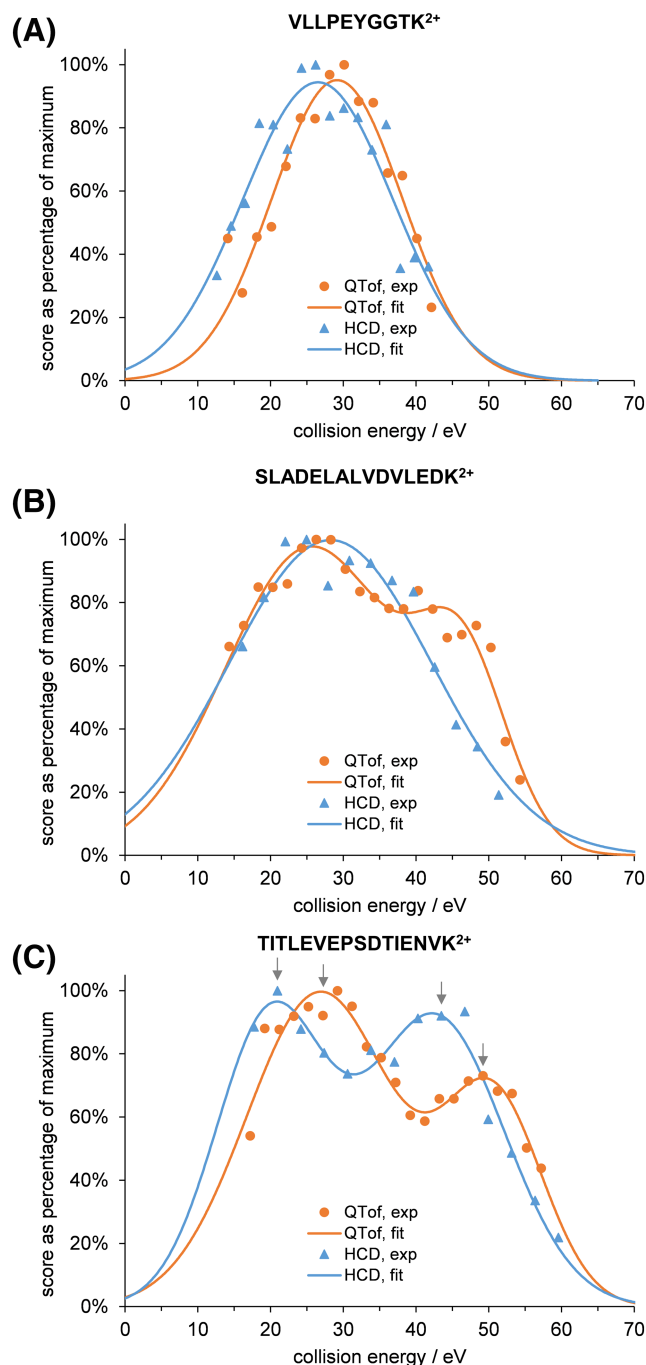 (A)
VLLPEYGGTK²⁺
score as percentage of maximum
100%
80%
60%
40%
20%
0%
QTof, exp
QTof, fit
HCD, exp
HCD, fit
0 10 20 30 40 50 60 70
collision energy / eV
(B)
SLADELALVDVLEDK²⁺
score as percentage of maximum
100%
80%
60%
40%
20%
0%
QTof, exp
QTof, fit
HCD, exp
HCD, fit
0 10 20 30 40 50 60 70
collision energy / eV
(C)
TITLEVEPSDTIENVK²⁺
score as percentage of maximum
100%
80%
60%
40%
20%
0%
QTof, exp
QTof, fit
HCD, exp
HCD, fit
0 10 20 30 40 50 60 70
collision energy / eV